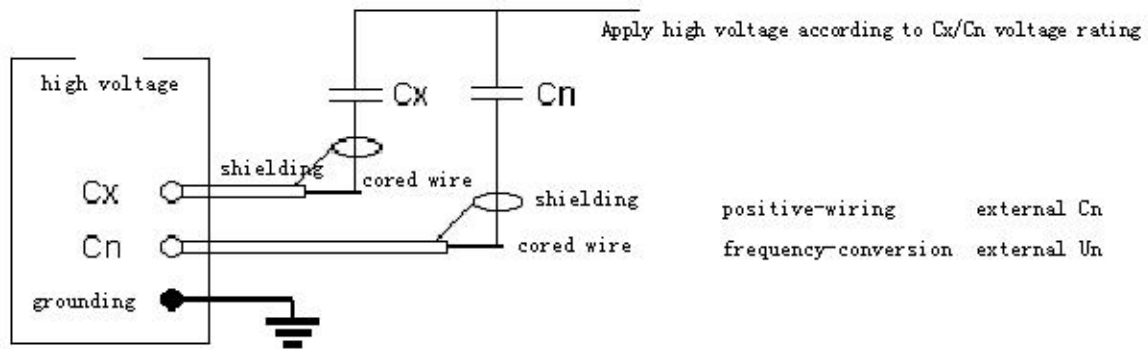 Apply high voltage according to Cx/Cn voltage rating
high voltage
Cx
Cn
shielding
cored wire
Cx
shielding
positive-wiring external Cn
Cn
cored wire
frequency-conversion external Un
grounding